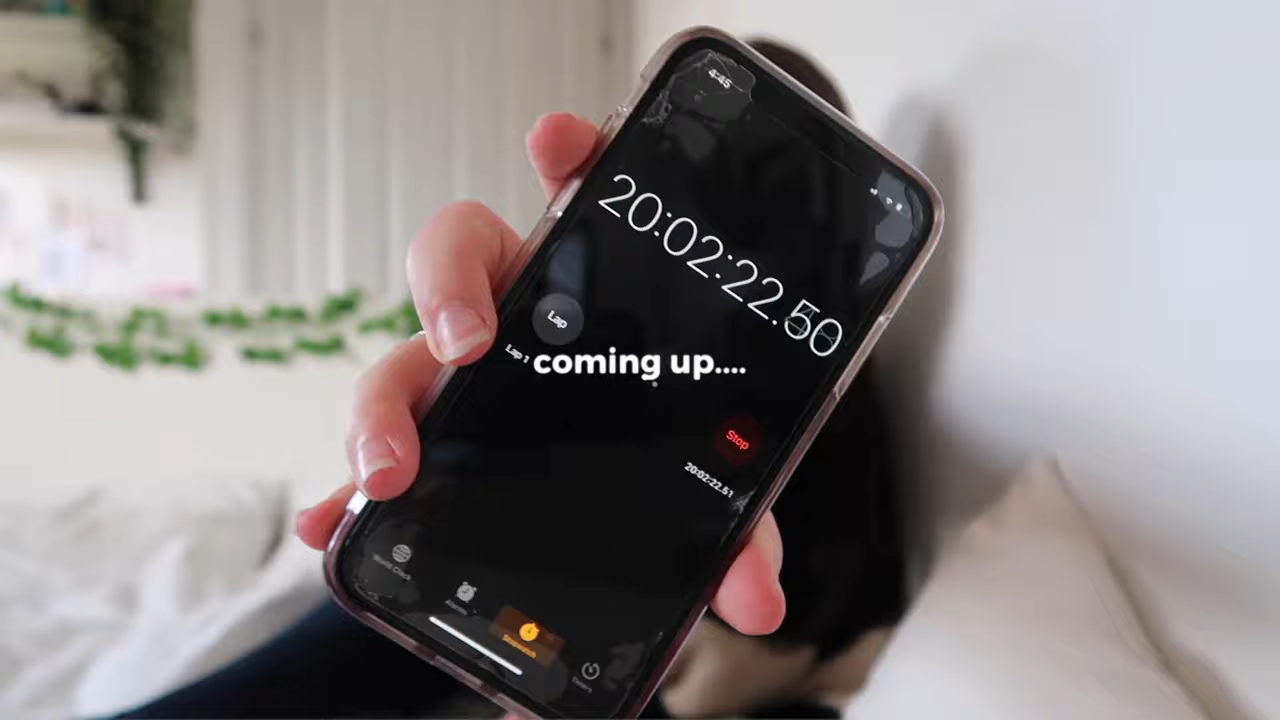 4:45
20:02:22.50
Lap
Lap 1
coming up....
Stop
20:02:22.51
World Clock
Alarms
Stopwatch
Timers